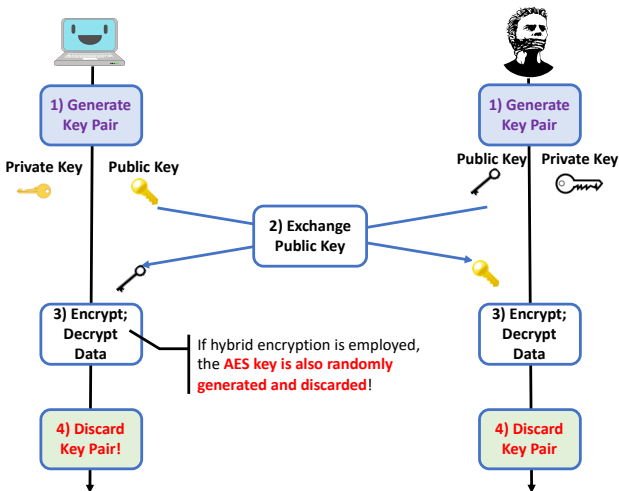 1) Generate
Key Pair
1) Generate
Key Pair
Private Key
Public Key
Public Key
Private Key
2) Exchange
Public Key
3) Encrypt;
Decrypt
Data
3) Encrypt;
Decrypt
Data
If hybrid encryption is employed,
the AES key is also randomly
generated and discarded!
4) Discard
Key Pair!
4) Discard
Key Pair